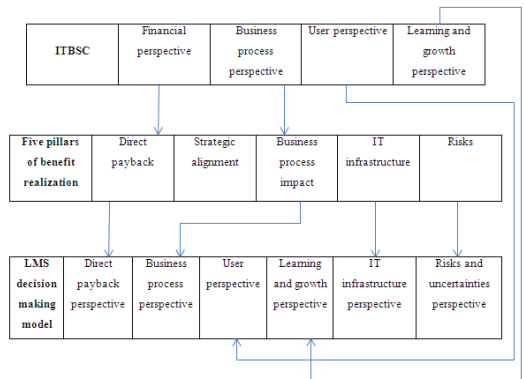 ITBSC
Financial
perspective
Business
process
perspective
User perspective
Learning and
growth
perspective
Five pillars
of benefit
realization
Direct
payback
Strategic
alignment
Business
process
impact
IT
infrastructure
Risks
LMS
decision
making
model
Direct
payback
perspective
Business
process
perspective
User
perspective
Learning
and growth
perspective
IT
infrastructure
perspective
Risks and
uncertainties
perspective